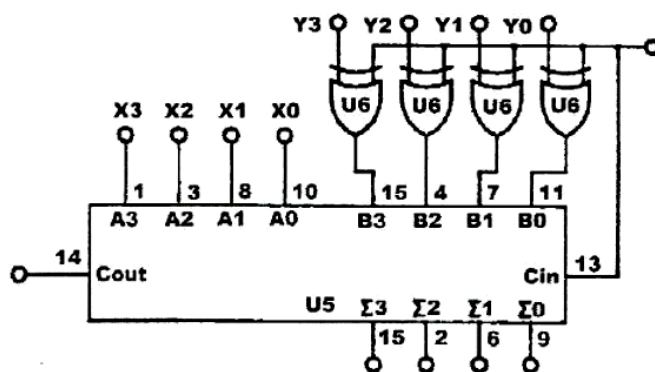 Y3 Y2 Y1 Y0
U6 U6 U6 U6
X3 X2 X1 X0
1 3 8 10 15 4 7 11
A3 A2 A1 A0 B3 B2 B1 B0
14 Cout Cin 13
U5 Σ3 Σ2 Σ1 Σ0
15 2 6 9